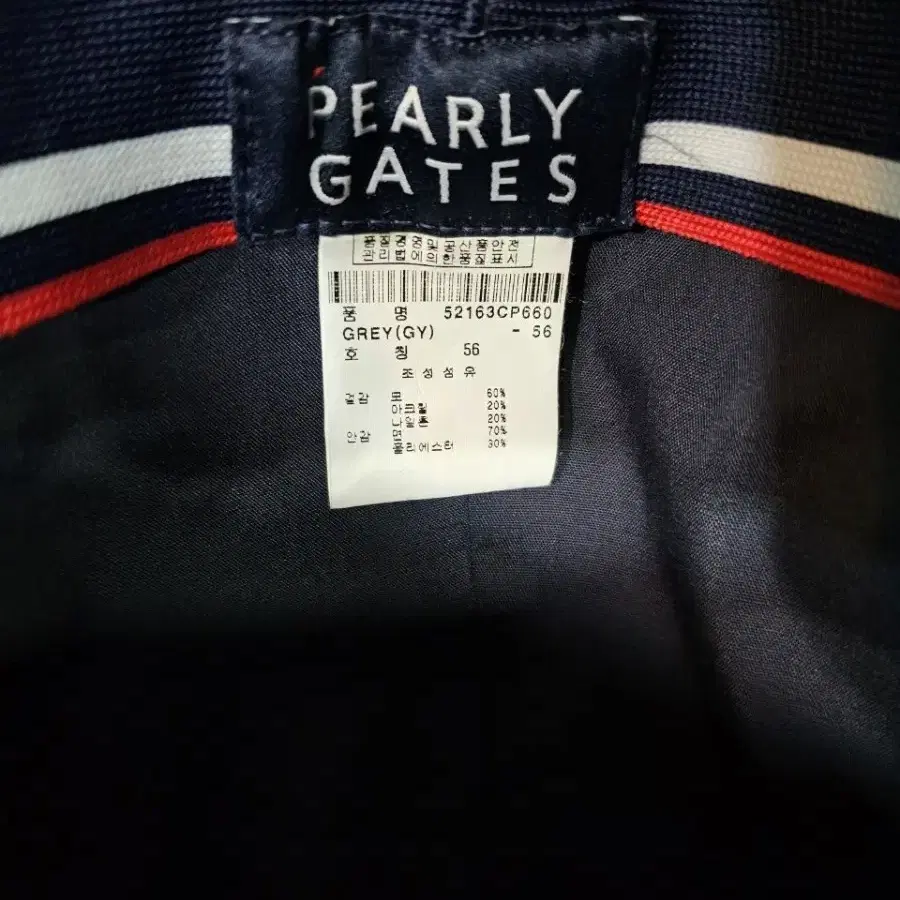 PEARLY
GATES
품질경영및공산품안전
관리법에의한품질표시
품 명 52163CP660
GREY(GY) - 56
호 칭 56
조성섬유
겉감 모 60%
아크릴 20%
나일론 20%
안감 면 70%
폴리에스터 30%